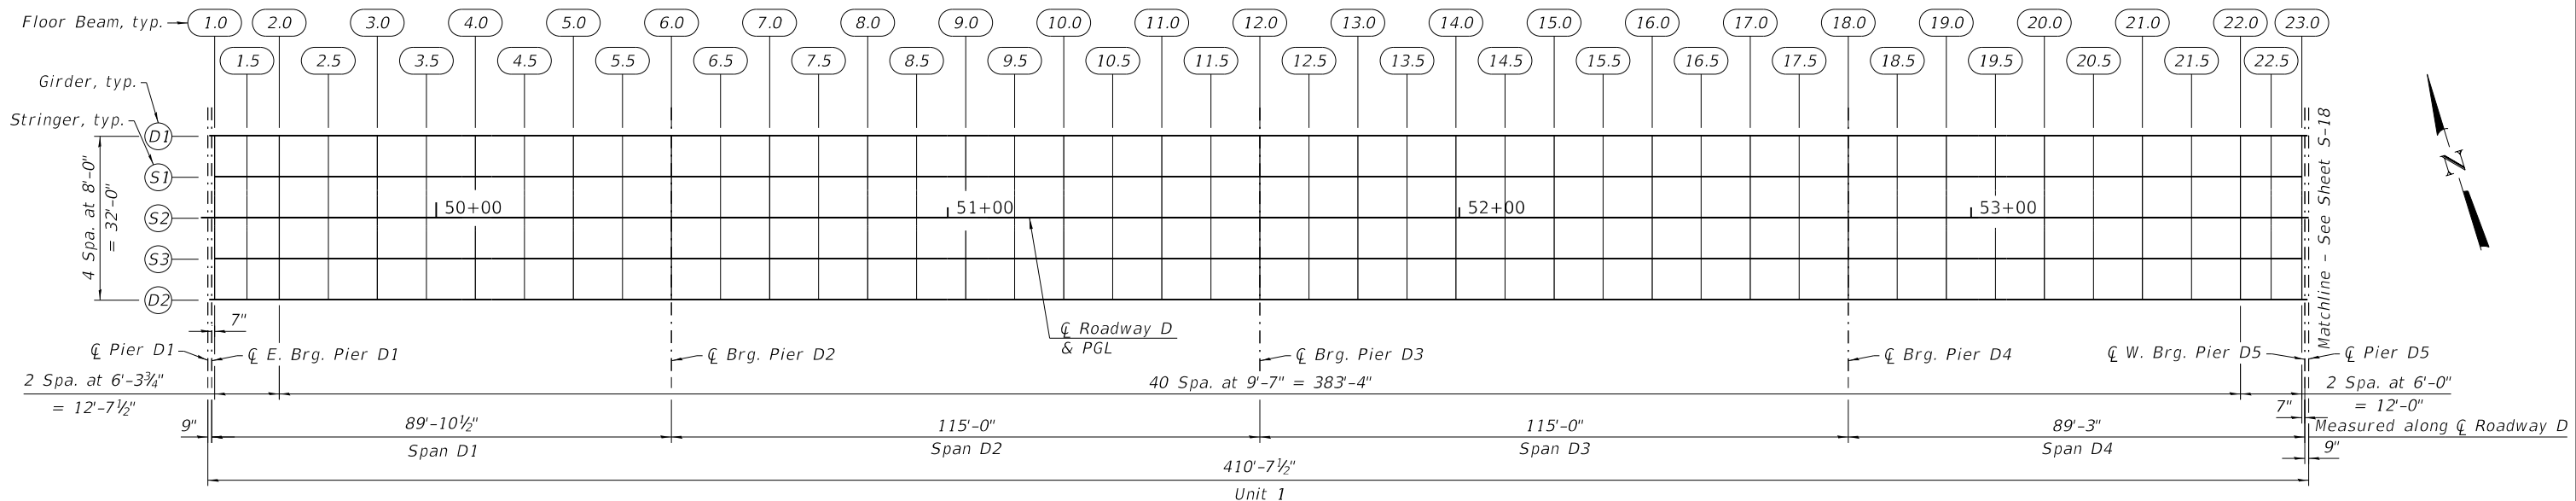 Floor Beam, typ.
1.0 2.0 3.0 4.0 5.0 6.0 7.0 8.0 9.0 10.0 11.0 12.0 13.0 14.0 15.0 16.0 17.0 18.0 19.0 20.0 21.0 22.0 23.0
1.5 2.5 3.5 4.5 5.5 6.5 7.5 8.5 9.5 10.5 11.5 12.5 13.5 14.5 15.5 16.5 17.5 18.5 19.5 20.5 21.5 22.5
Girder, typ.
Stringer, typ.
D1
S1
S2
S3
D2
4 Spa. at 8'-0"
= 32'-0"
50+00 51+00 52+00 53+00
Matchline - See Sheet S-18
N
7"
℄ Roadway D
& PGL
℄ Pier D1
℄ E. Brg. Pier D1
℄ Brg. Pier D2
℄ Brg. Pier D3
℄ Brg. Pier D4
℄ W. Brg. Pier D5
℄ Pier D5
2 Spa. at 6'-3¾"
= 12'-7½"
40 Spa. at 9'-7" = 383'-4"
2 Spa. at 6'-0"
= 12'-0"
7"
9"
89'-10½"
Span D1
115'-0"
Span D2
115'-0"
Span D3
89'-3"
Span D4
Measured along ℄ Roadway D
9"
410'-7½"
Unit 1